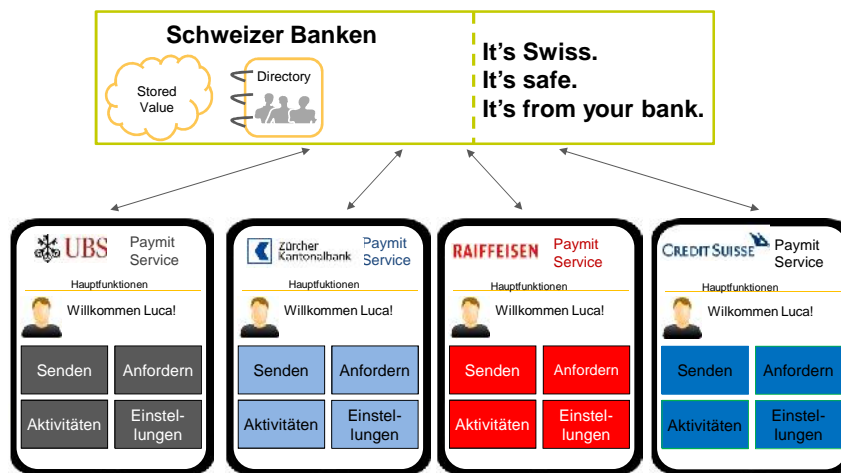 Schweizer Banken
Stored
Value
Directory
It's Swiss.
It's safe.
It's from your bank.
UBS
Paymit
Service
Hauptfunktionen
Willkommen Luca!
Senden
Anfordern
Aktivitäten
Einstel-
lungen
Zürcher
Kantonalbank
Paymit
Service
Hauptfuktionen
Willkommen Luca!
Senden
Anfordern
Aktivitäten
Einstel-
lungen
RAIFFEISEN
Paymit
Service
Hauptfunktionen
Willkommen Luca!
Senden
Anfordern
Aktivitäten
Einstel-
lungen
CREDIT SUISSE
Paymit
Service
Hauptfunktionen
Wilkommen Luca!
Senden
Anfordern
Aktivitäten
Einstel-
lungen